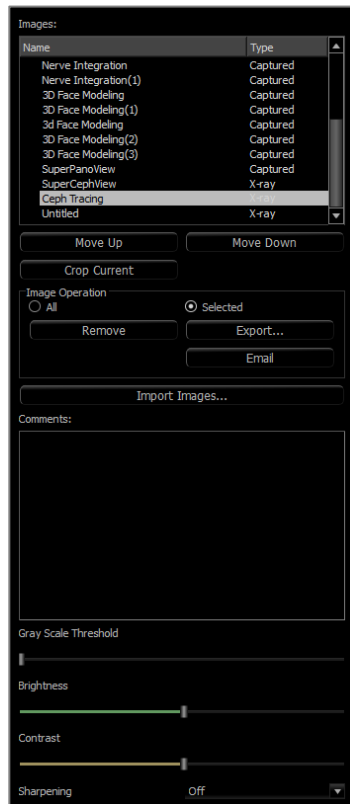 Images:
Name Type
Nerve Integration Captured
Nerve Integration(1) Captured
3D Face Modeling Captured
3D Face Modeling(1) Captured
3d Face Modeling Captured
3D Face Modeling(2) Captured
3D Face Modeling(3) Captured
SuperPanoView Captured
SuperCephView X-ray
Ceph Tracing X-ray
Untitled X-ray
Move Up Move Down
Crop Current
Image Operation
All Selected
Remove Export...
Email
Import Images...
Comments:
Gray Scale Threshold
Brightness
Contrast
Sharpening Off